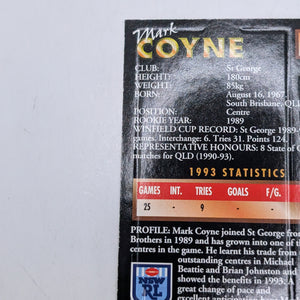 Mark
COYNE
CLUB: St George
HEIGHT: 180cm
WEIGHT: 85kg
BORN: August 16, 1967.
South Brisbane, QLD
POSITION: Centre
ROOKIE YEAR: 1989
WINFIELD CUP RECORD: St George 1989-
games. Interchange: 6. Tries 31. Points 124.
REPRESENTATIVE HONOURS: 8 State of O
matches for QLD (1990-93).
1993 STATISTICS
GAMES INT. TRIES GOALS F/G.
25 - 9 - -
PROFILE: Mark Coyne joined St George from
Brothers in 1989 and has grown into one of t
centres in the game. He learnt his trade from
outstanding centres in Michael
Beattie and Brian Johnston and
showed the benefits in 1993.
great change of pace and
NSW
RL